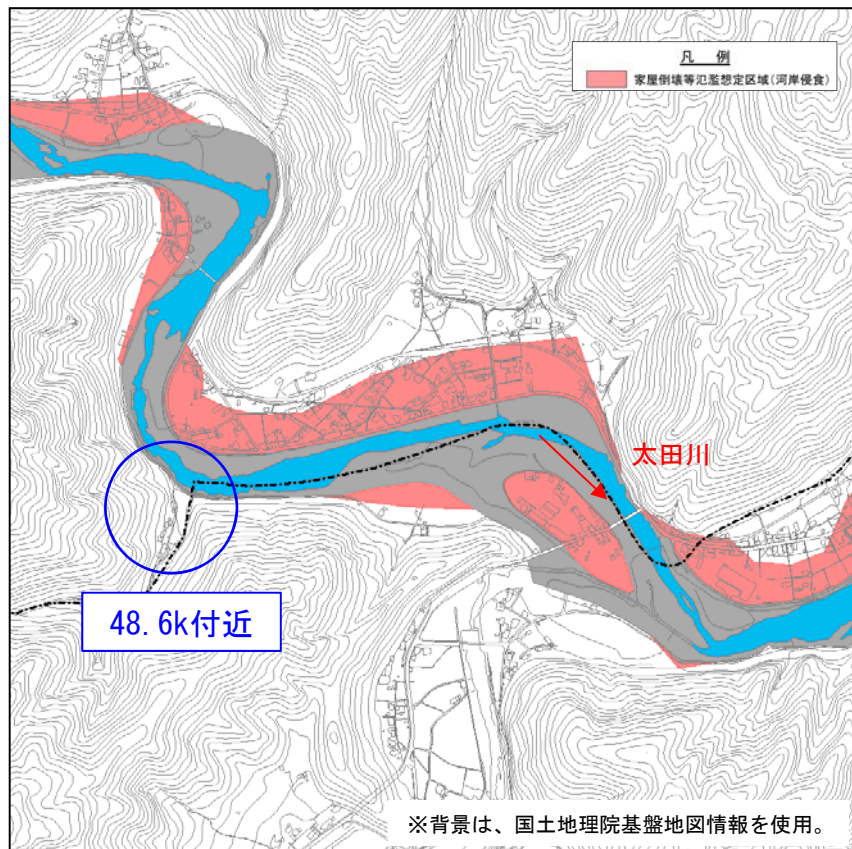 凡 例
家屋倒壊等氾濫想定区域(河岸侵食)
太田川
48.6k付近
※背景は、国土地理院基盤地図情報を使用。